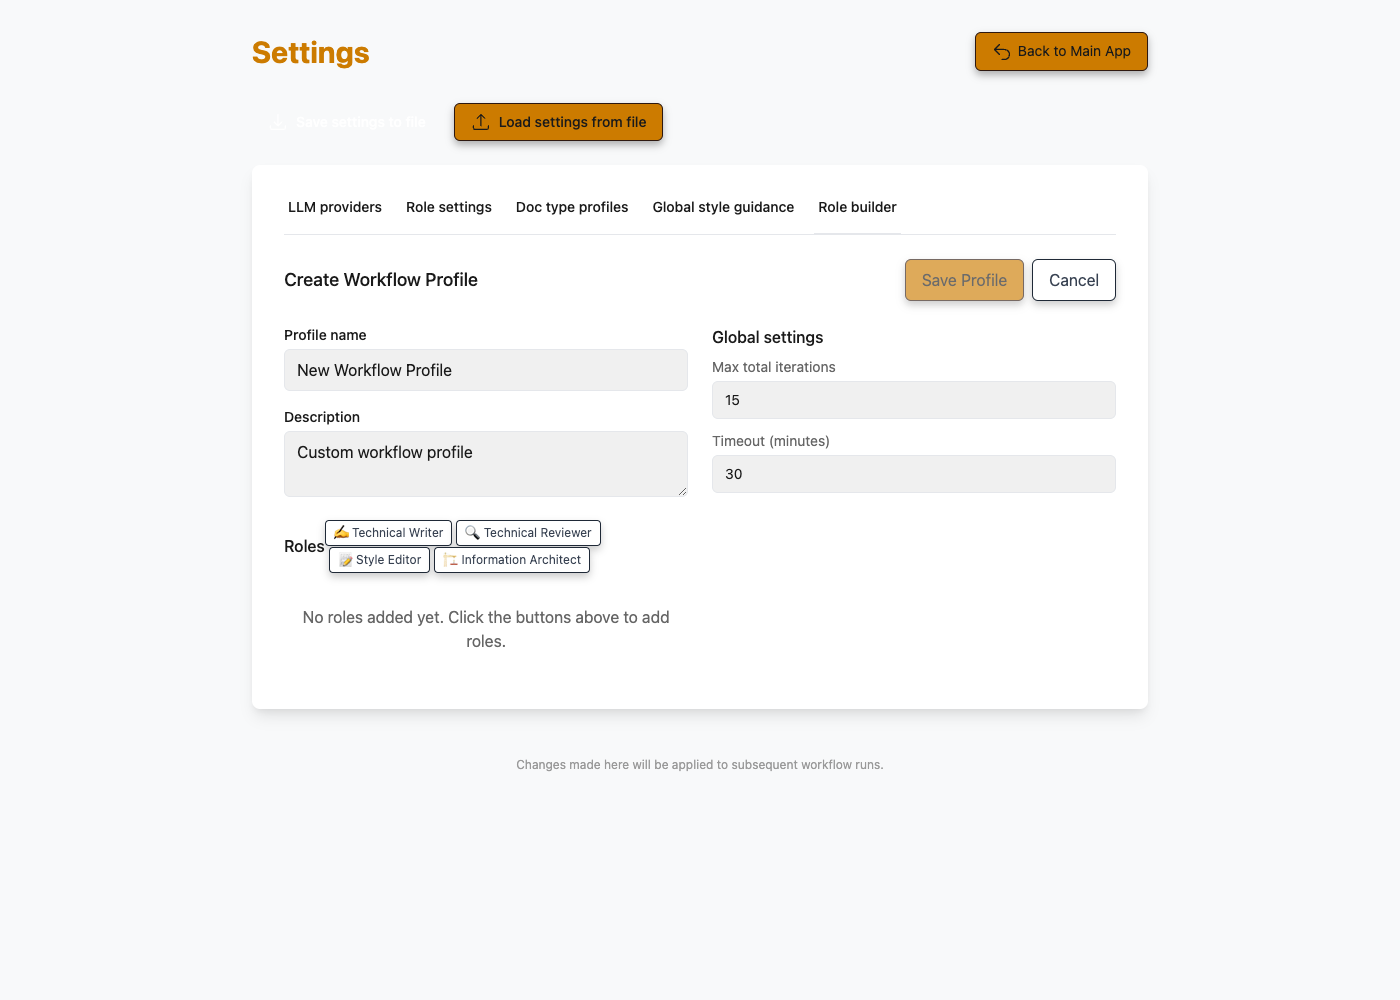 Settings
Back to Main App
Save settings to file
Load settings from file
LLM providers
Role settings
Doc type profiles
Global style guidance
Role builder
Create Workflow Profile
Save Profile
Cancel
Profile name
New Workflow Profile
Description
Custom workflow profile
Global settings
Max total iterations
15
Timeout (minutes)
30
Roles
Technical Writer
Technical Reviewer
Style Editor
Information Architect
No roles added yet. Click the buttons above to add
roles.
Changes made here will be applied to subsequent workflow runs.